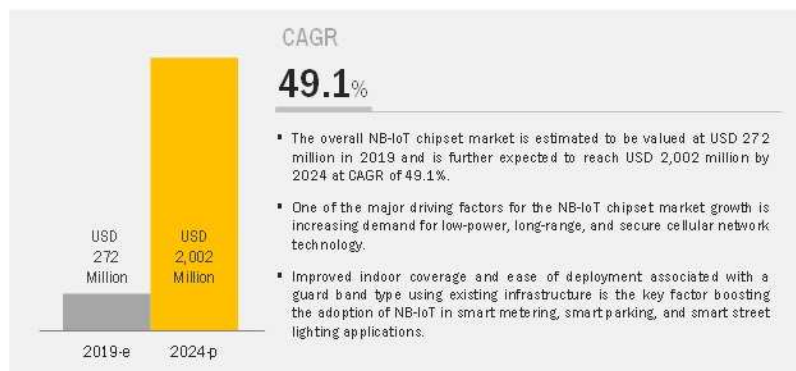 CAGR
49.1%
▪ The overall NB-IoT chipset market is estimated to be valued at USD 272
million in 2019 and is further expected to reach USD 2,002 million by
2024 at CAGR of 49.1%.
▪ One of the major driving factors for the NB-IoT chipset market growth is
increasing demand for low-power, long-range, and secure cellular network
technology.
▪ Improved indoor coverage and ease of deployment associated with a
guard band type using existing infrastructure is the key factor boosting
the adoption of NB-IoT in smart metering, smart parking, and smart street
lighting applications.
USD
272
Million
USD
2,002
Million
2019-e
2024-p